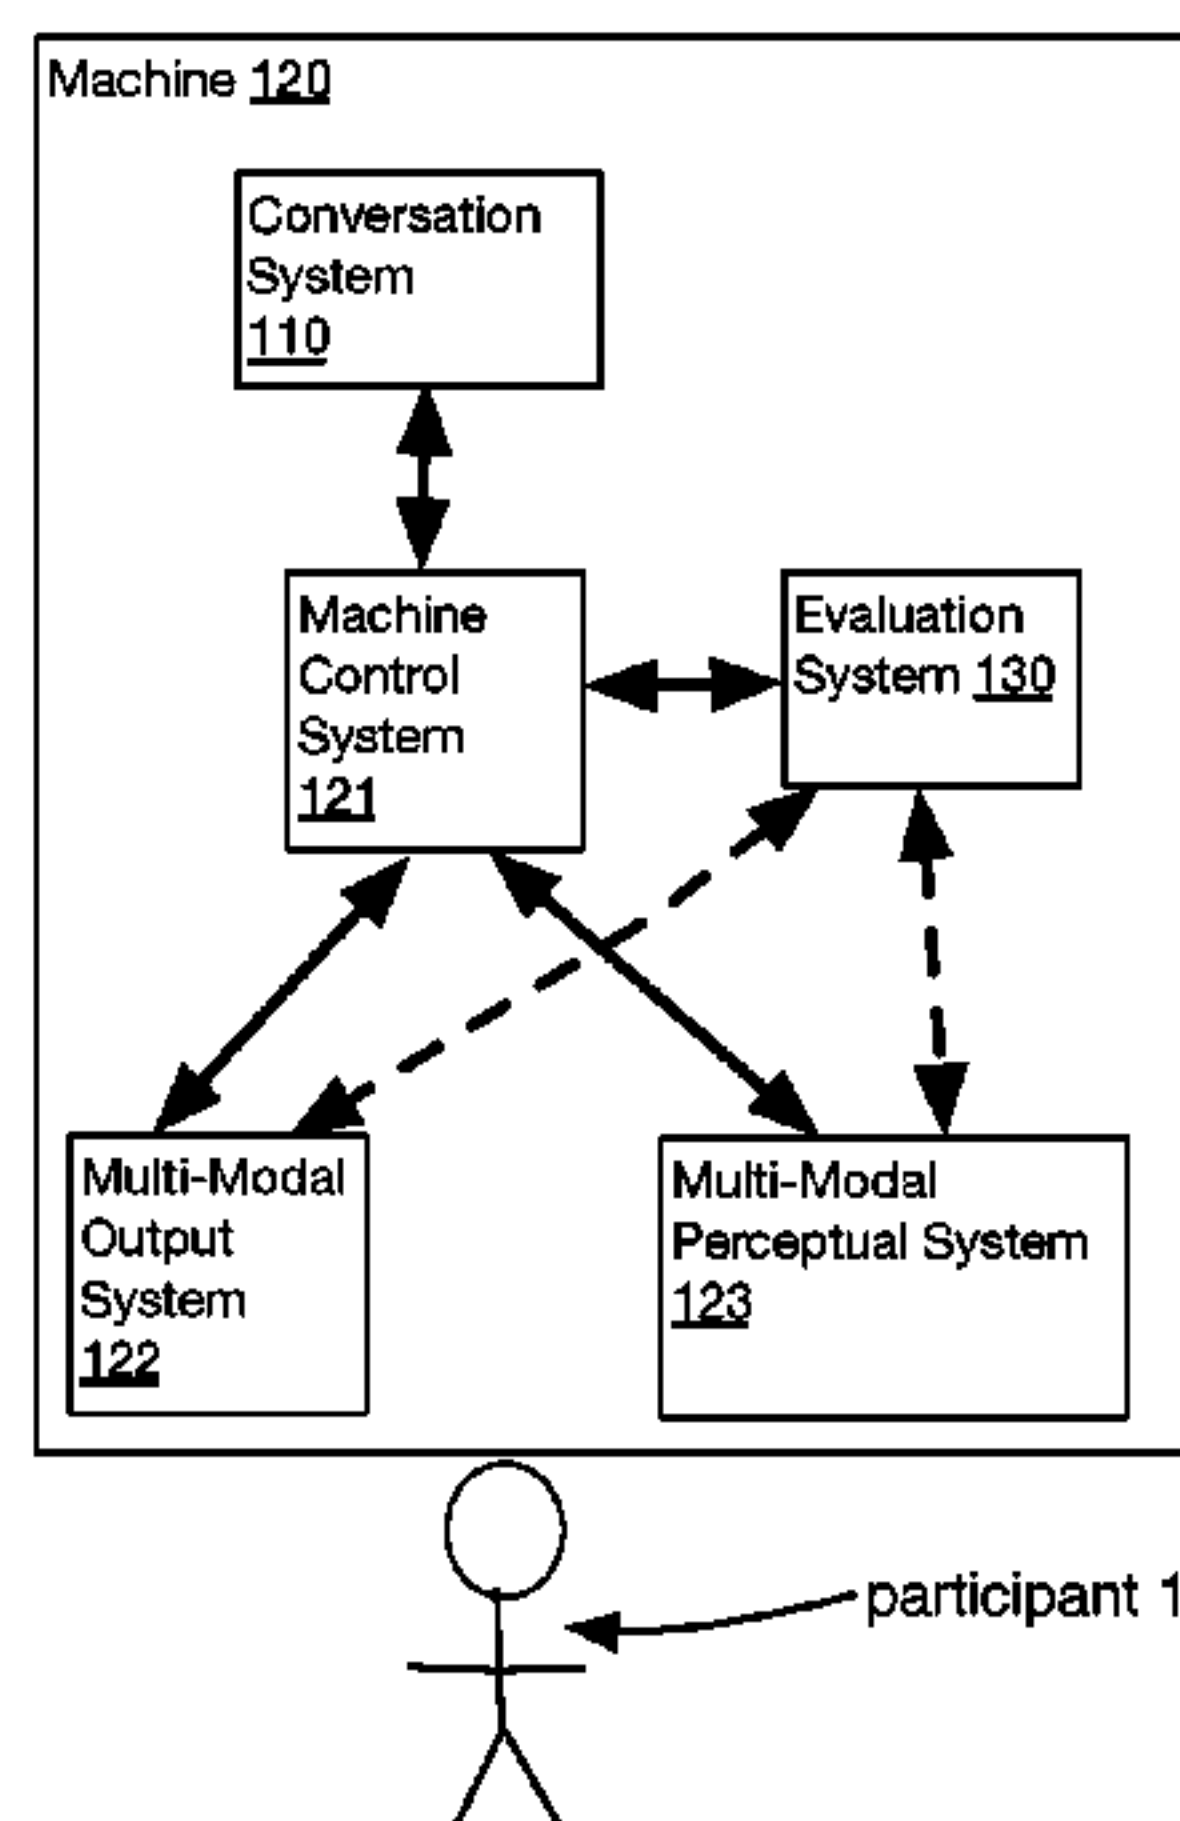 Machine 120
Conversation
System
110
Machine
Control
System
121
Evaluation
System 130
Multi-Modal
Output
System
122
Multi-Modal
Perceptual System
123
participant 1